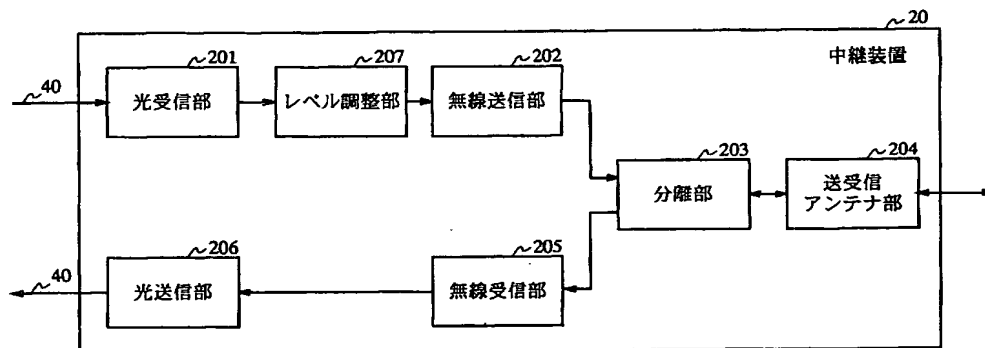 20
中継装置
40
201
光受信部
207
レベル調整部
202
無線送信部
203
分離部
204
送受信
アンテナ部
40
206
光送信部
205
無線受信部